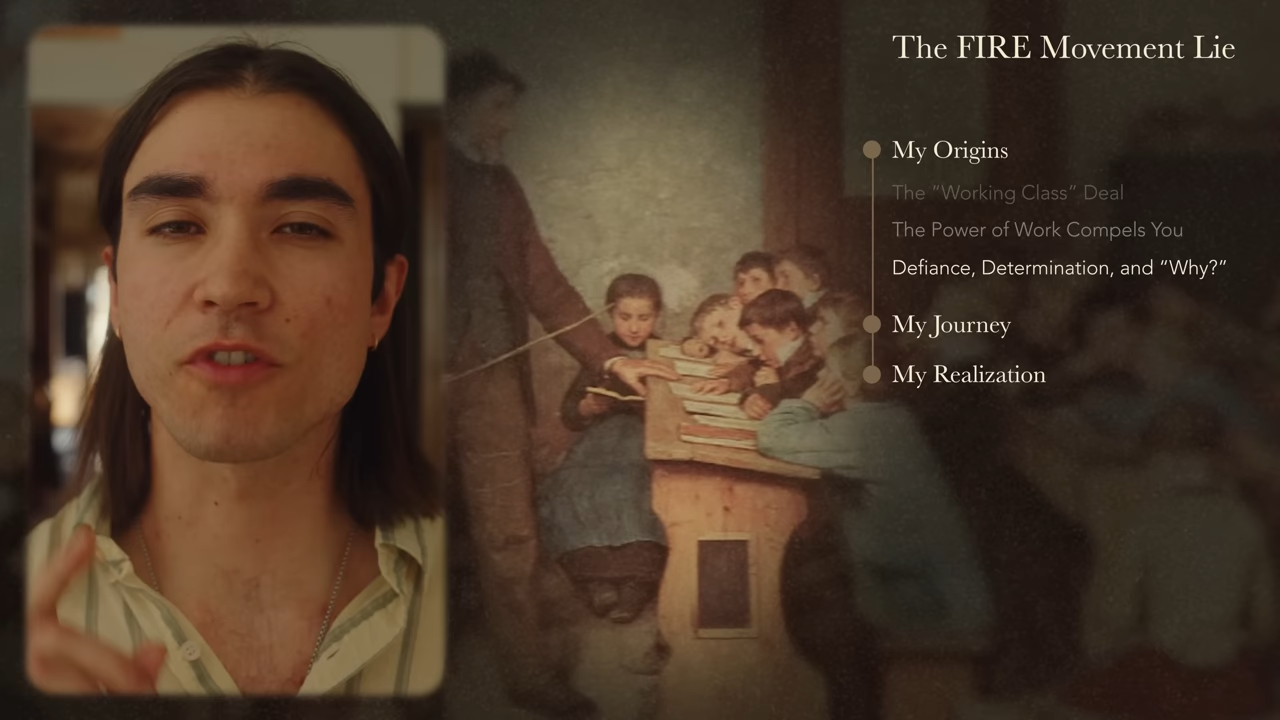 The FIRE Movement Lie
My Origins
The “Working Class” Deal
The Power of Work Compels You
Defiance, Determination, and “Why?”
My Journey
My Realization